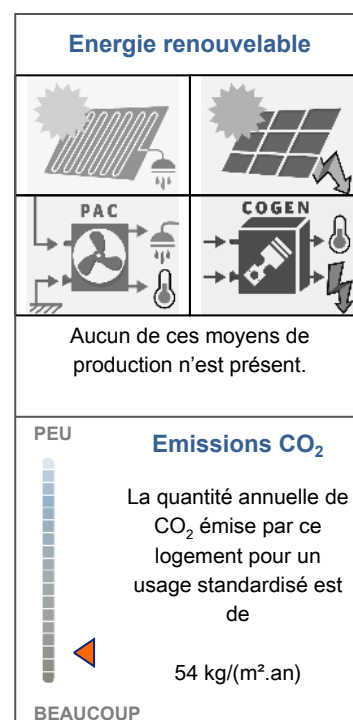 Energie renouvelable
PAC
COGEN
Aucun de ces moyens de
production n'est présent.
PEU
Emissions CO₂
La quantité annuelle de
CO₂ émise par ce
logement pour un
usage standardisé est
de
54 kg/(m².an)
BEAUCOUP